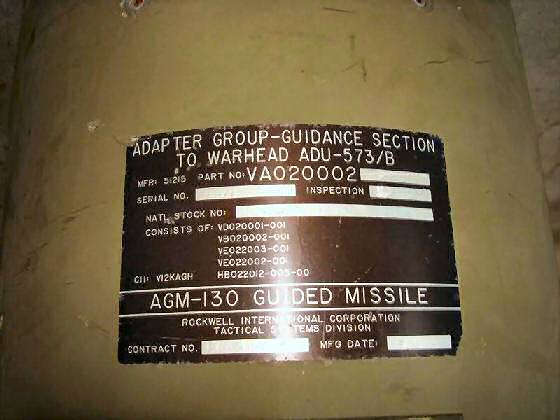 ADAPTER GROUP-GUIDANCE SECTION
TO WARHEAD ADU-573/B
MFR: 51215 PART NO: VA020002
SERIAL NO. INSPECTION
NATL STOCK NO:
CONSISTS OF: VD020001-001
VB020002-001
VE022003-001
VE022002-001
CII: VI2KAGH HB022012-005-00
AGM-130 GUIDED MISSILE
ROCKWELL INTERNATIONAL CORPORATION
TACTICAL SYSTEMS DIVISION
CONTRACT NO. MFG DATE: